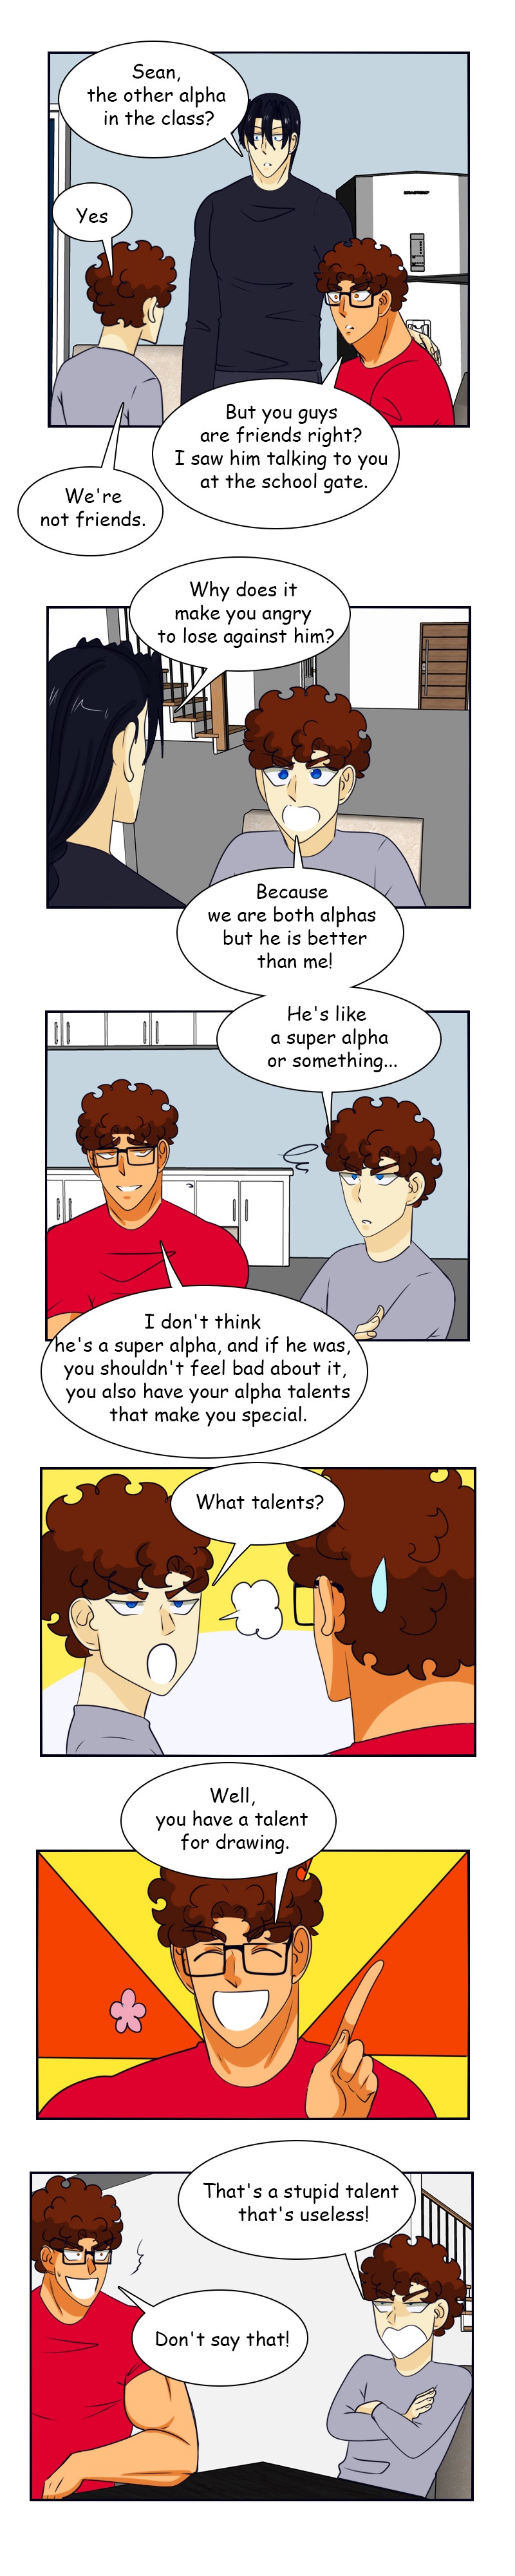 Sean,
the other alpha
in the class?
Yes
But you guys
are friends right?
I saw him talking to you
at the school gate.
We're
not friends.
Why does it
make you angry
to lose against him?
Because
we are both alphas
but he is better
than me!
He's like
a super alpha
or something...
I don't think
he's a super alpha, and if he was,
you shouldn't feel bad about it,
you also have your alpha talents
that make you special.
What talents?
Well,
you have a talent
for drawing.
That's a stupid talent
that's useless!
Don't say that!